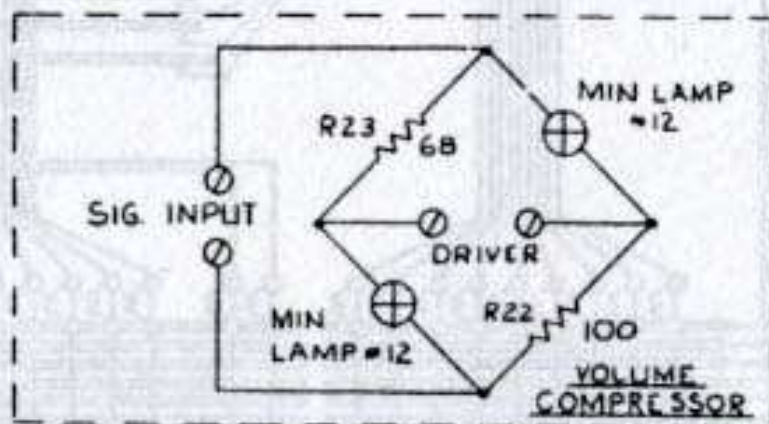 MIN LAMP
#12
R23
68
SIG. INPUT
DRIVER
MIN
LAMP #12
R22
100
VOLUME
COMPRESSOR